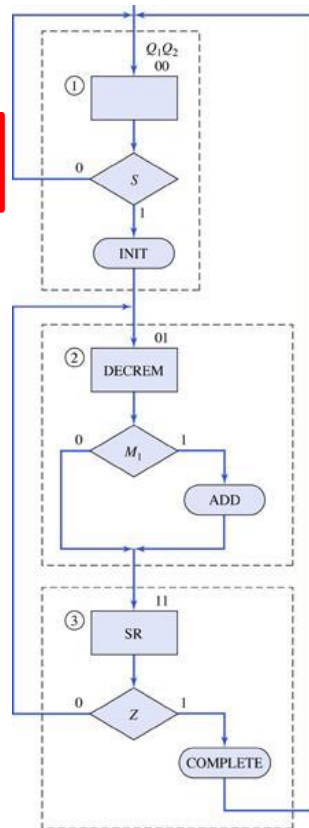 Q₁Q₂
00
1
0
S
1
INIT
01
2
DECREM
0
M₁
1
ADD
11
3
SR
0
Z
1
COMPLETE